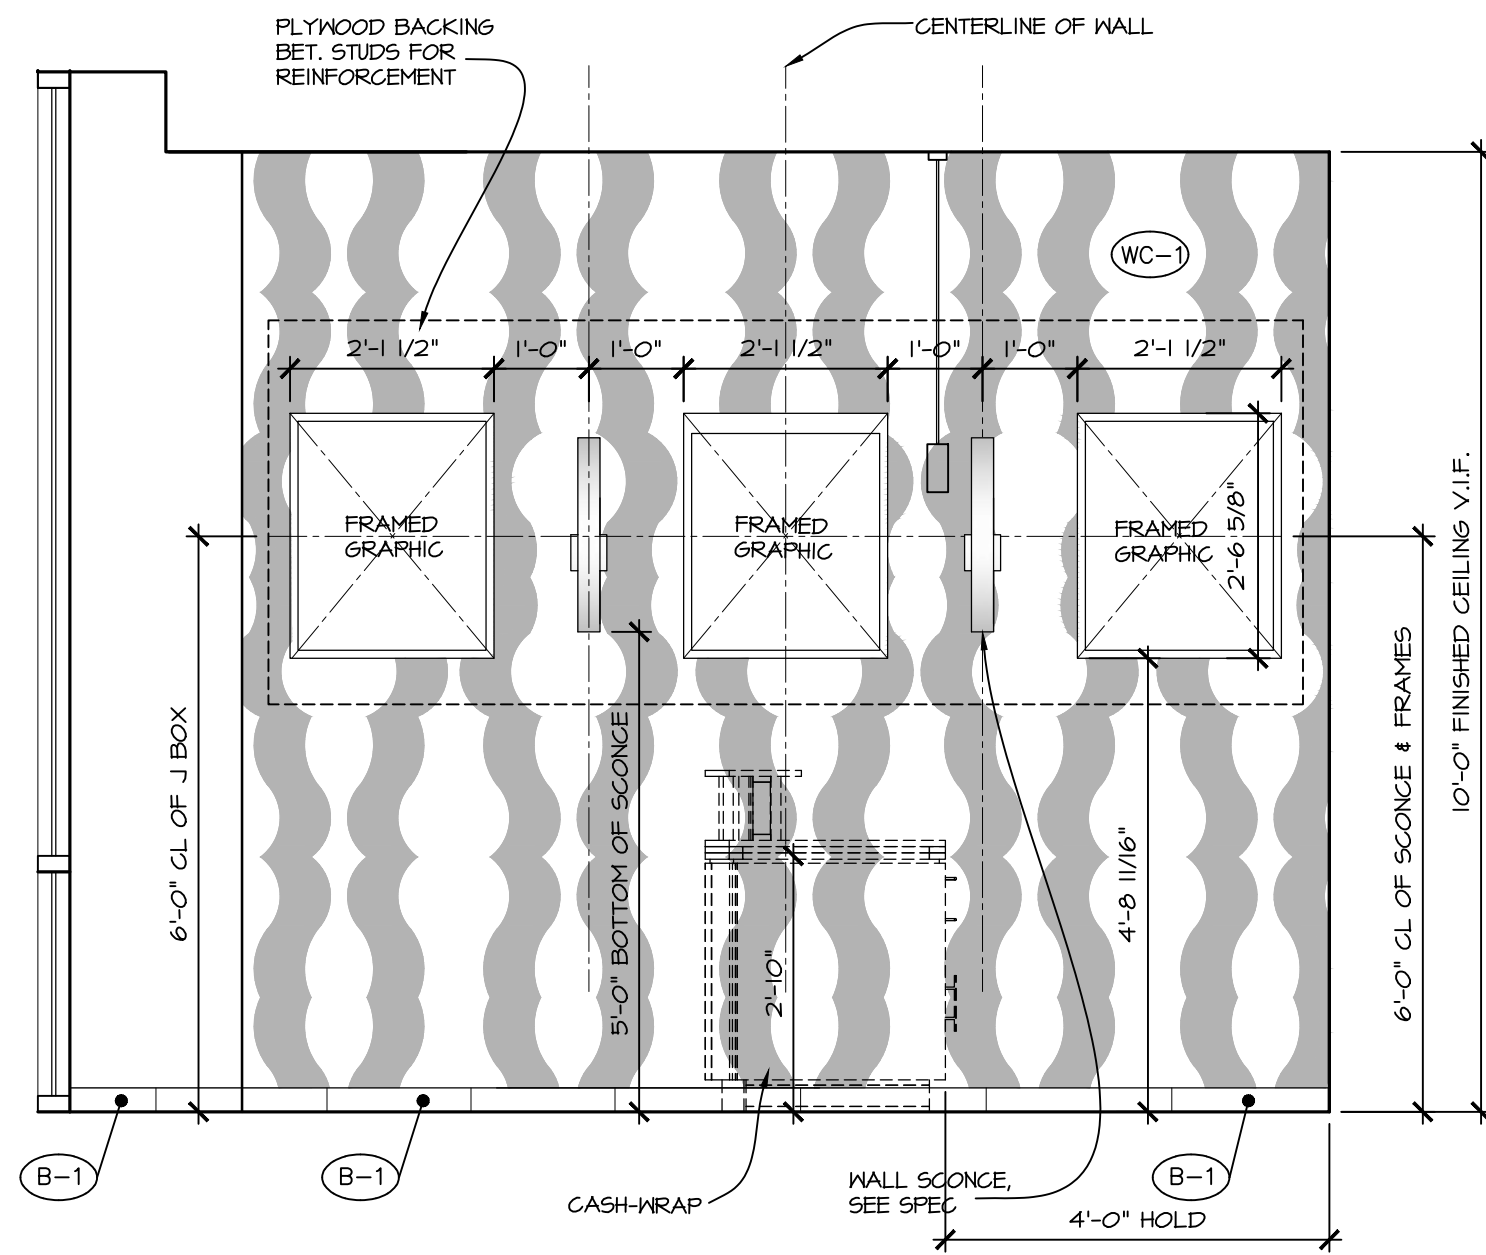 PLYWOOD BACKING
BET. STUDS FOR
REINFORCEMENT
CENTERLINE OF WALL
WC-1
2'-1 1/2"
1'-0"
1'-0"
2'-1 1/2"
1'-0"
1'-0"
2'-1 1/2"
FRAMED
GRAPHIC
FRAMED
GRAPHIC
FRAMED
GRAPHIC
2'-6 5/8"
6'-0" CL OF J BOX
5'-0" BOTTOM OF SCONCE
2'-10"
4'-8 11/16"
6'-0" CL OF SCONCE & FRAMES
10'-0" FINISHED CEILING V.I.F.
B-1
B-1
CASH-WRAP
WALL SCONCE,
SEE SPEC
B-1
4'-0" HOLD